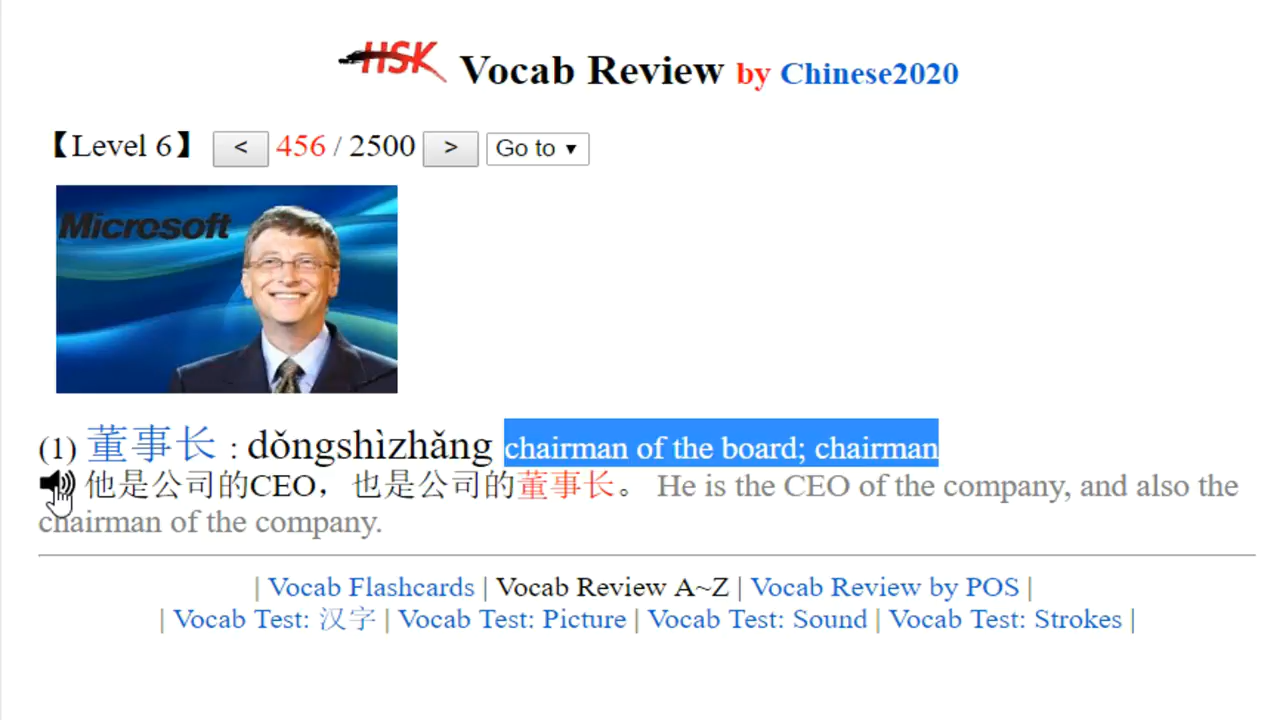 HSK Vocab Review by Chinese2020
【Level 6】 < 456 / 2500 > Go to ▼
Microsoft
(1) 董事长 : dǒngshìzhǎng chairman of the board; chairman
他是公司的CEO，也是公司的董事长。 He is the CEO of the company, and also the
chairman of the company.
| Vocab Flashcards | Vocab Review A~Z | Vocab Review by POS |
| Vocab Test: 汉字 | Vocab Test: Picture | Vocab Test: Sound | Vocab Test: Strokes |